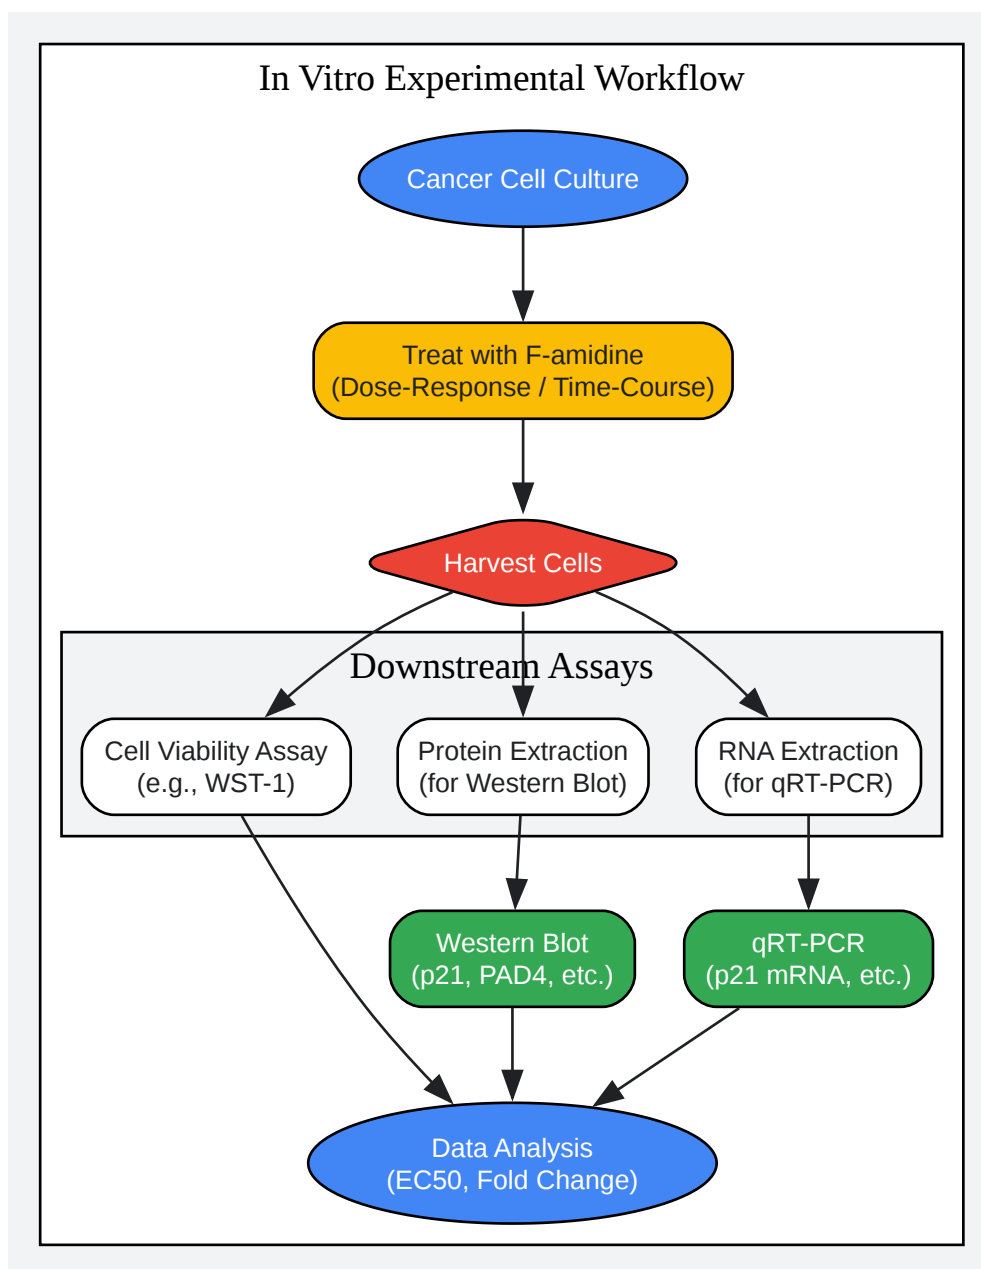 In Vitro Experimental Workflow
Cancer Cell Culture
Treat with F-amidine
(Dose-Response / Time-Course)
Harvest Cells
Downstream Assays
Cell Viability Assay
(e.g., WST-1)
Protein Extraction
(for Western Blot)
RNA Extraction
(for qRT-PCR)
Western Blot
(p21, PAD4, etc.)
qRT-PCR
(p21 mRNA, etc.)
Data Analysis
(EC50, Fold Change)